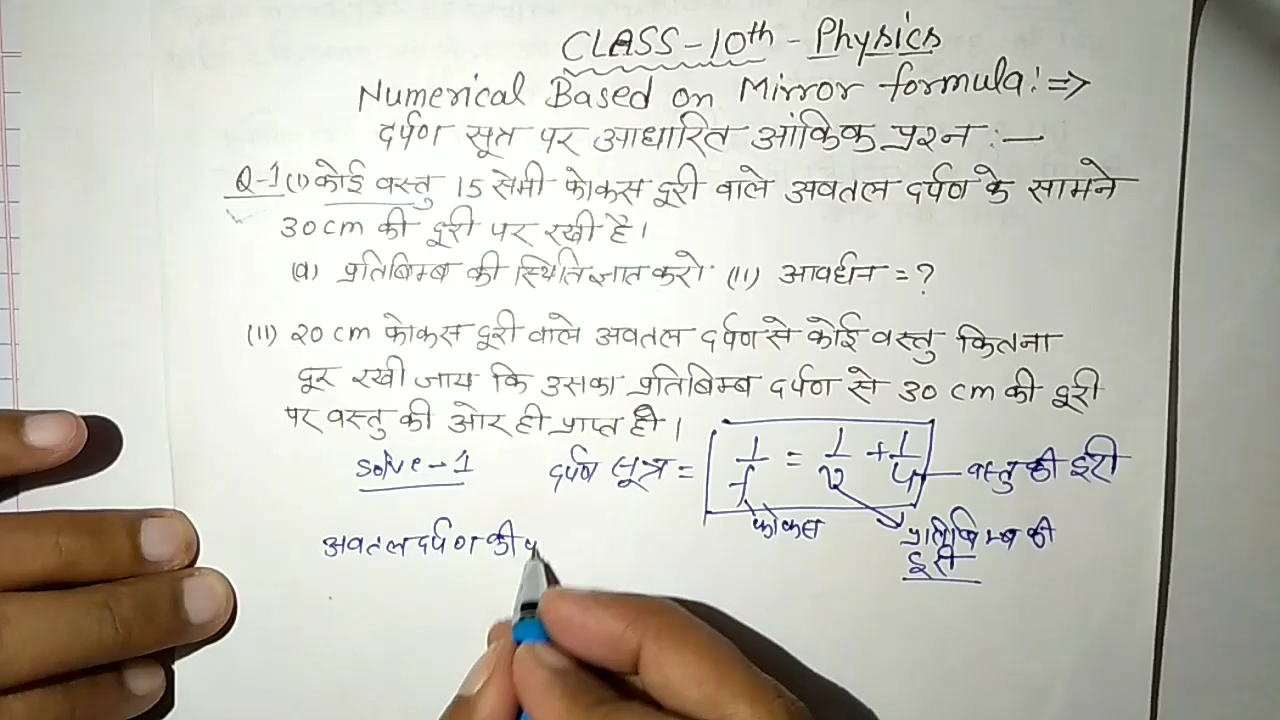 CLASS-10th - Physics
Numerical Based on Mirror formula:⇒
दर्पण सूत्र पर आधारित आंकिक प्रश्न :—
Q-1 (i) कोई वस्तु 15 सेमी फोकस दूरी वाले अवतल दर्पण के सामने
30 cm की दूरी पर रखी है।
(a) प्रतिबिम्ब की स्थिति ज्ञात करो (ii) आवर्धन = ?
(ii) 20 cm फोकस दूरी वाले अवतल दर्पण से कोई वस्तु कितना
दूर रखी जाय कि उसका प्रतिबिम्ब दर्पण से 30 cm की दूरी
पर वस्तु की ओर ही प्राप्त हो।
Solve-1 दर्पण सूत्र = 1/f = 1/v + 1/u वस्तु की दूरी
फोकस प्रतिबिम्ब की
दूरी
अवतल दर्पण की